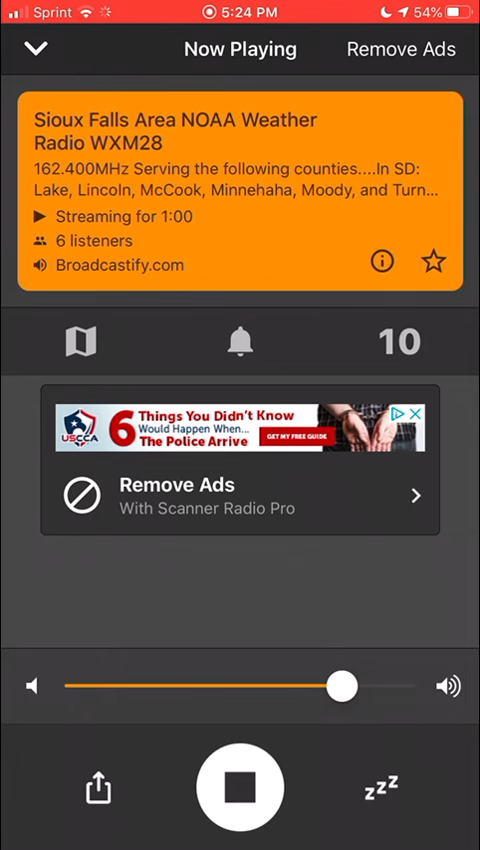 Sprint 5:24 PM 54%
Now Playing Remove Ads
Sioux Falls Area NOAA Weather
Radio WXM28
162.400MHz Serving the following counties....In SD:
Lake, Lincoln, McCook, Minnehaha, Moody, and Turn...
Streaming for 1:00
6 listeners
Broadcastify.com
10
USCCA
6 Things You Didn't Know
Would Happen When...
The Police Arrive
GET MY FREE GUIDE
Remove Ads
With Scanner Radio Pro
zzz